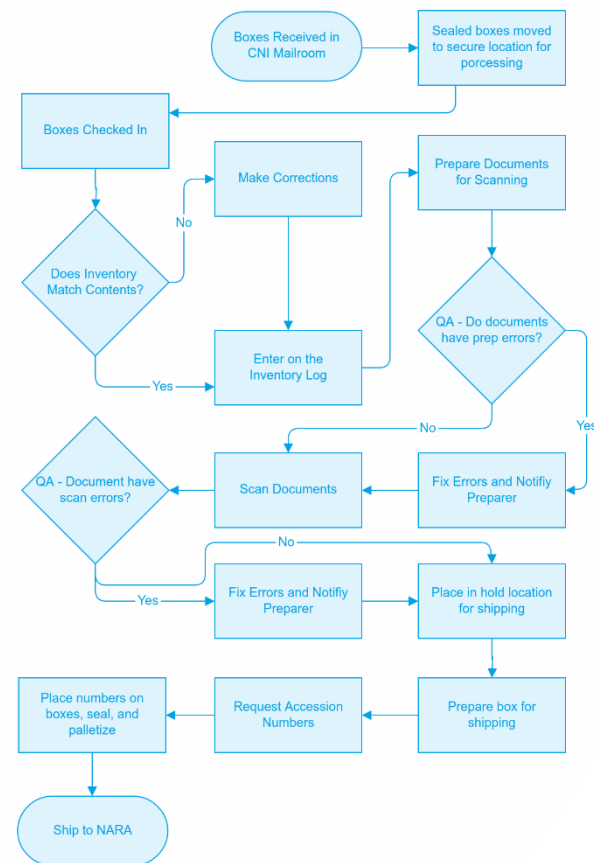 Boxes Received in
CNI Mailroom
Sealed boxes moved
to secure location for
porcessing
Boxes Checked In
Does Inventory
Match Contents?
No
Make Corrections
Yes
Enter on the
Inventory Log
Prepare Documents
for Scanning
QA - Do documents
have prep errors?
Yes
No
Fix Errors and Notifiy
Preparer
Scan Documents
QA - Document have
scan errors?
No
Yes
Fix Errors and Notifiy
Preparer
Place in hold location
for shipping
Prepare box for
shipping
Request Accession
Numbers
Place numbers on
boxes, seal, and
palletize
Ship to NARA